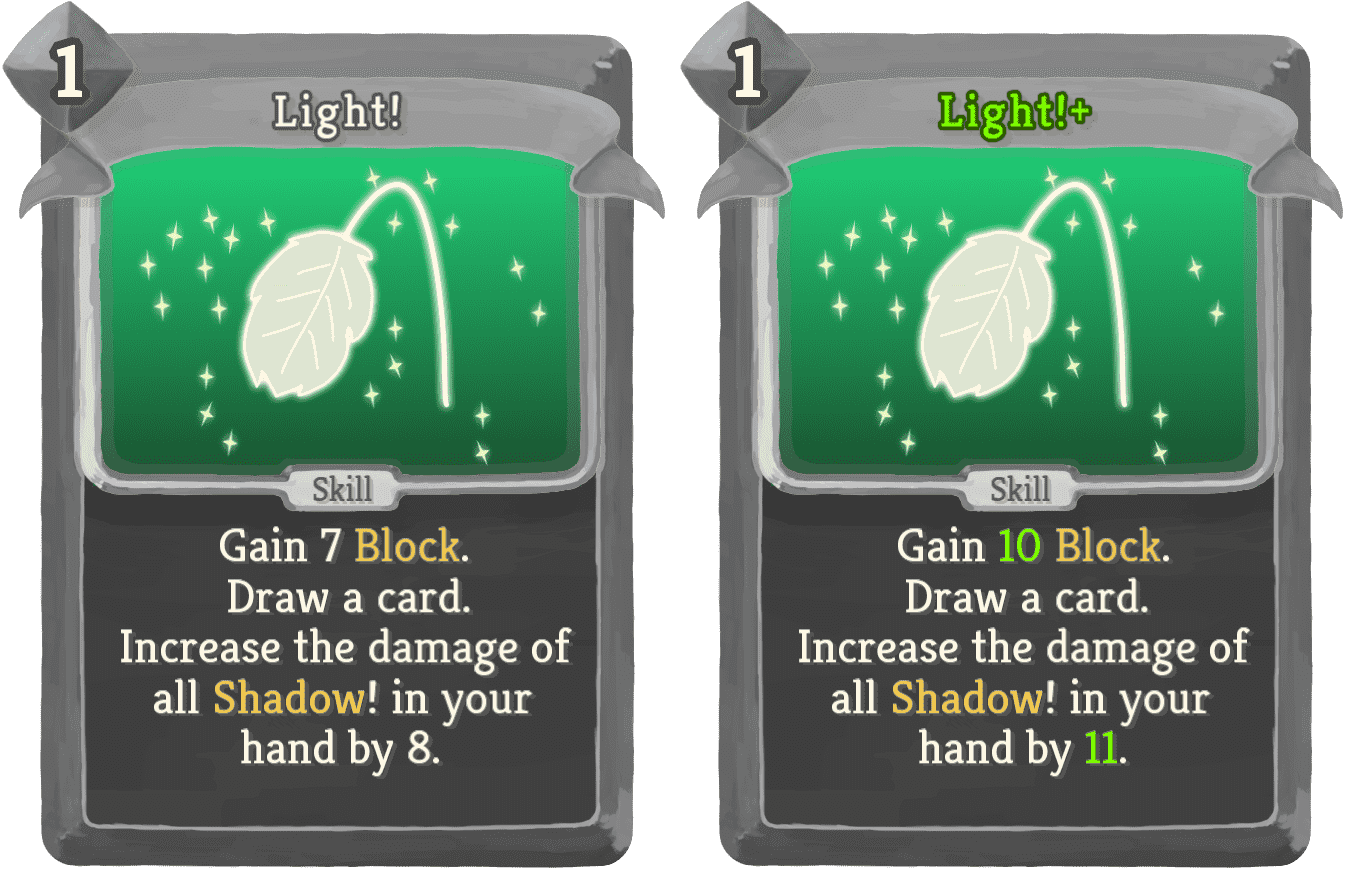 1
Light!
Skill
Gain 7 Block.
Draw a card.
Increase the damage of
all Shadow! in your
hand by 8.
1
Light!+
Skill
Gain 10 Block.
Draw a card.
Increase the damage of
all Shadow! in your
hand by 11.